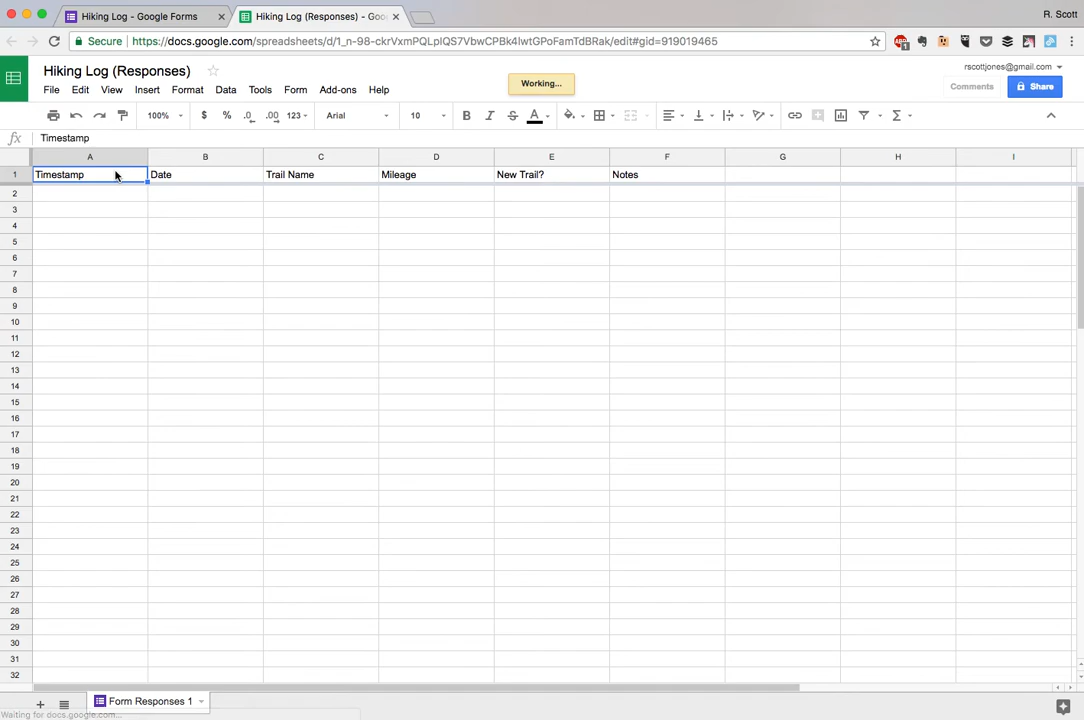 Hiking Log - Google Forms
Hiking Log (Responses) - Goo
R. Scott
Secure
https://docs.google.com/spreadsheets/d/1_n-98-ckrVxmPQLpIQS7VbwCPBk4lwtGPoFamTdBRak/edit#gid=919019465
Hiking Log (Responses)
Working...
rscottjones@gmail.com
File Edit View Insert Format Data Tools Form Add-ons Help
Comments
Share
100% $ % .0 .00 123 Arial 10 B I S A Σ
fx Timestamp
A B C D E F G H I
1 Timestamp Date Trail Name Mileage New Trail? Notes
2
3
4
5
6
7
8
9
10
11
12
13
14
15
16
17
18
19
20
21
22
23
24
25
26
27
28
29
30
31
32
Form Responses 1
Waiting for docs.google.com...